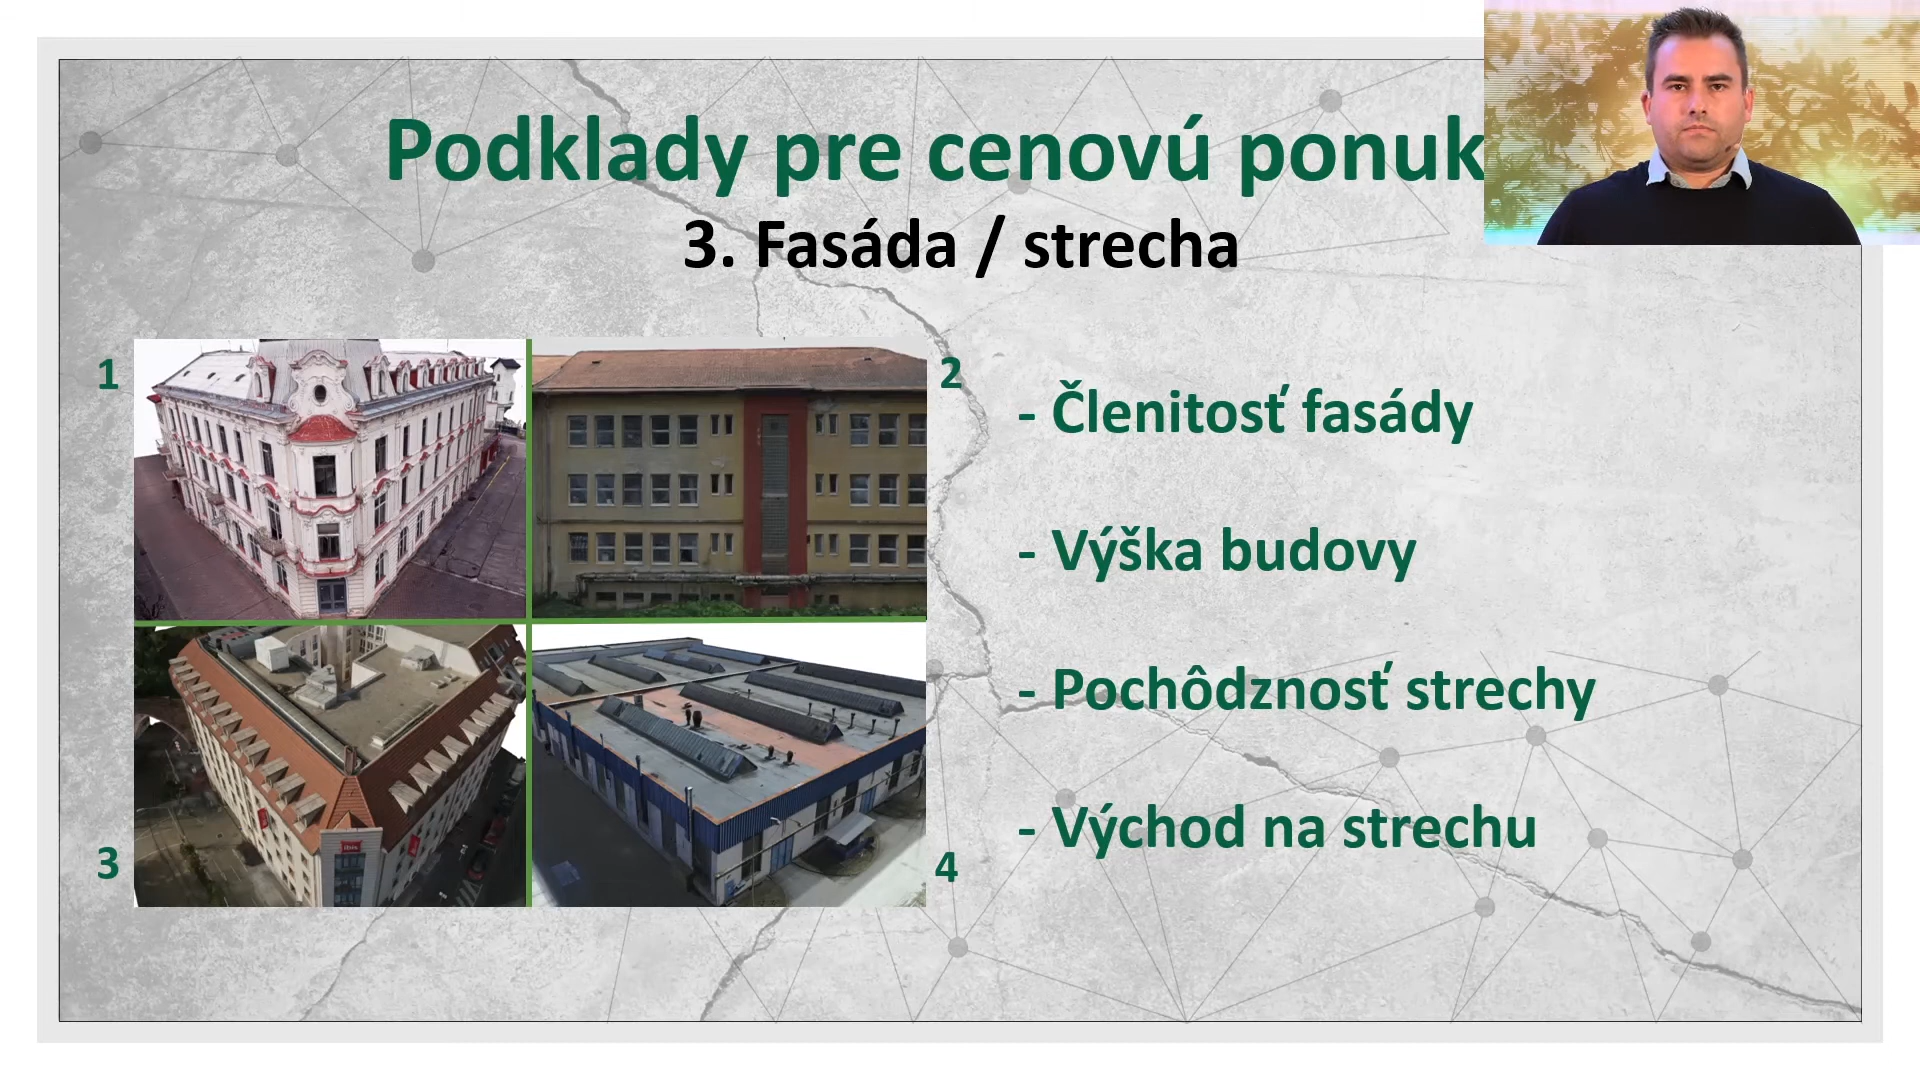 Podklady pre cenovú ponuk
3. Fasáda / strecha
1
2
3
4
- Členitosť fasády
- Výška budovy
- Pochôdznosť strechy
- Východ na strechu
ibis